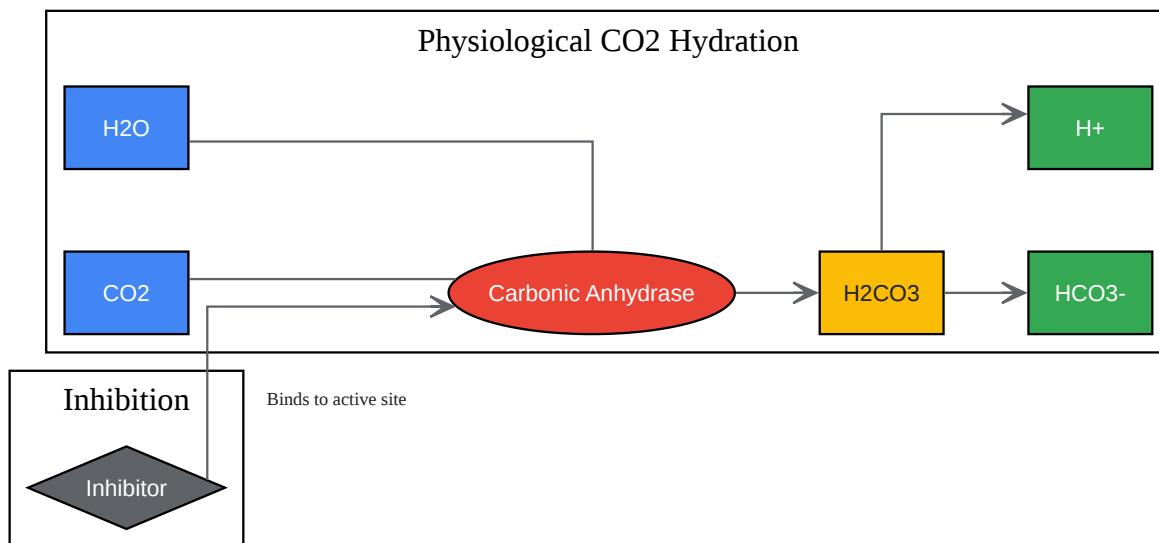 Physiological CO2 Hydration
H2O
H+
CO2
Carbonic Anhydrase
H2CO3
HCO3-
Inhibition
Binds to active site
Inhibitor